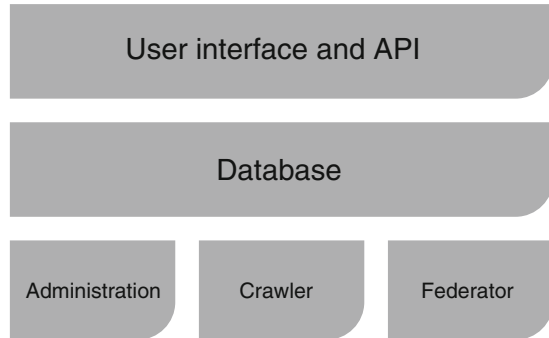 User interface and API
Database
Administration
Crawler
Federator